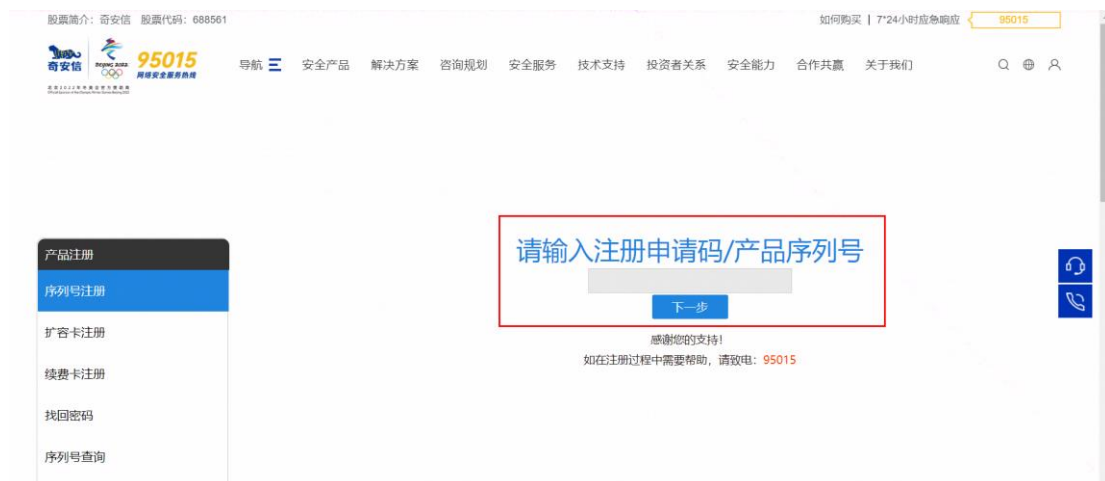 股票简介：奇安信 股票代码：688561
如何购买 | 7*24小时应急响应 95015
奇安信 BEIJING 2022 95015
网络安全服务热线
导航 安全产品 解决方案 咨询规划 安全服务 技术支持 投资者关系 安全能力 合作共赢 关于我们
产品注册
序列号注册
扩容卡注册
续费卡注册
找回密码
序列号查询
请输入注册申请码/产品序列号
下一步
感谢您的支持！
如在注册过程中需要帮助，请致电：95015